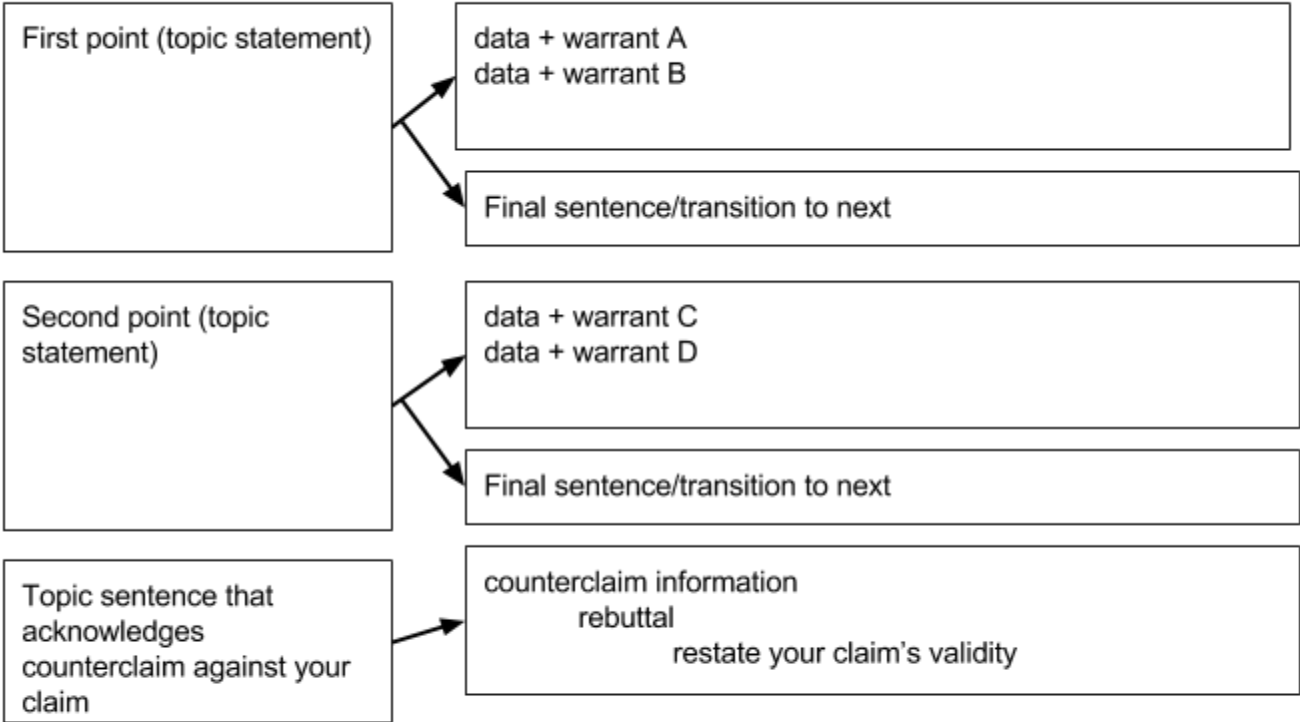 First point (topic statement)
data + warrant A
data + warrant B
Final sentence/transition to next
Second point (topic
statement)
data + warrant C
data + warrant D
Final sentence/transition to next
Topic sentence that
acknowledges
counterclaim against your
claim
counterclaim information
rebuttal
restate your claim's validity